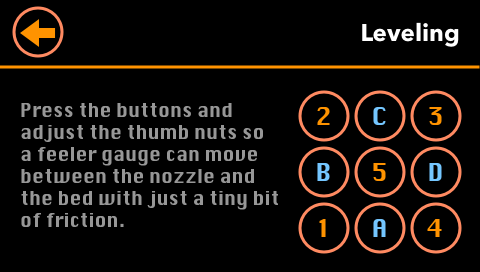 Leveling
Press the buttons and
adjust the thumb nuts so
a feeler gauge can move
between the nozzle and
the bed with just a tiny bit
of friction.
2 C 3
B 5 D
1 A 4